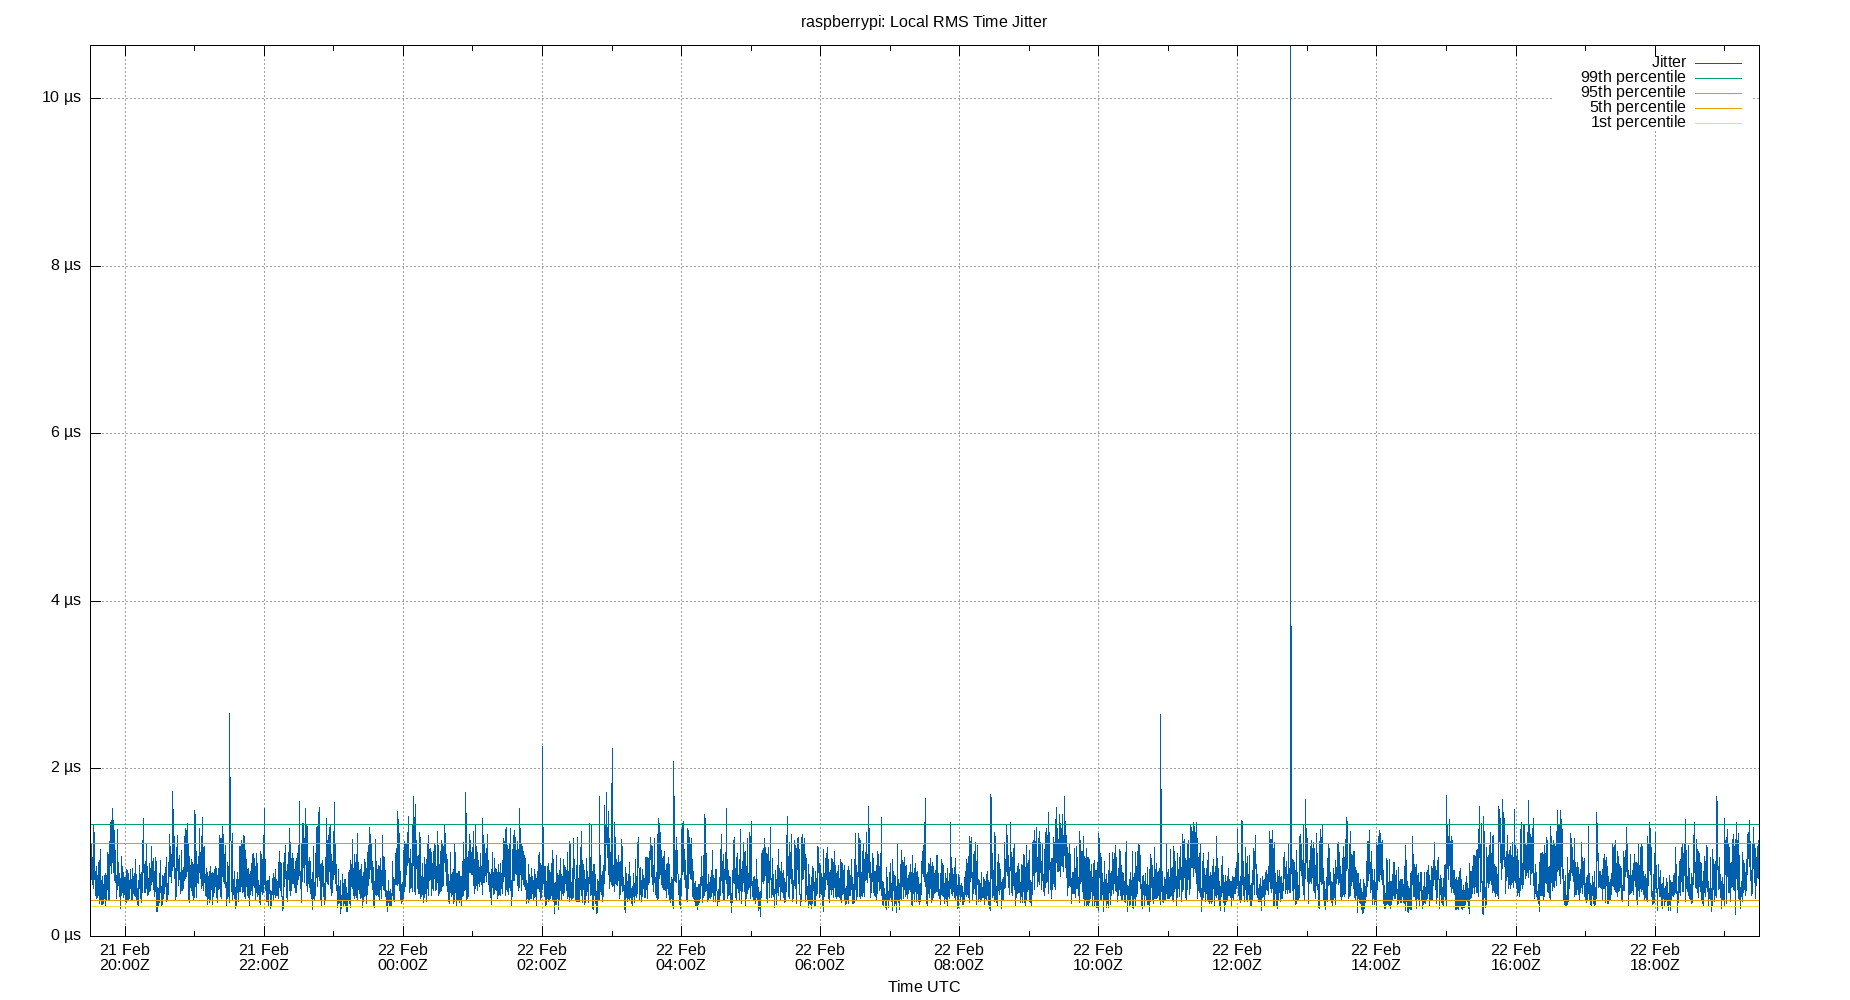 raspberrypi: Local RMS Time Jitter
Jitter
99th percentile
95th percentile
5th percentile
1st percentile
10 µs
8 µs
6 µs
4 µs
2 µs
0 µs
21 Feb 21 Feb 22 Feb 22 Feb 22 Feb 22 Feb 22 Feb 22 Feb 22 Feb 22 Feb 22 Feb 22 Feb
20:00Z 22:00Z 00:00Z 02:00Z 04:00Z 06:00Z 08:00Z 10:00Z 12:00Z 14:00Z 16:00Z 18:00Z
Time UTC